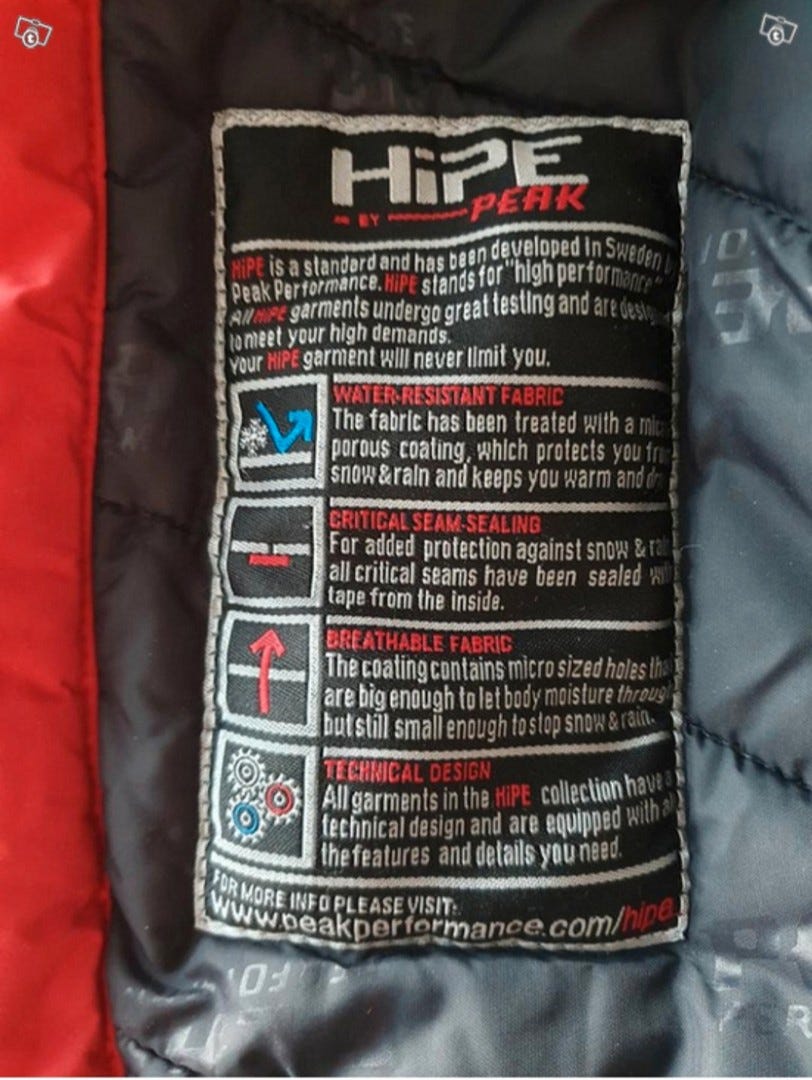 HiPE
BY PEAK
HiPE is a standard and has been developed in Sweden
Peak Performance. HiPE stands for "high performance"
All HiPE garments undergo great testing and are
to meet your high demands.
Your HiPE garment will never limit you.
WATER-RESISTANT FABRIC
The fabric has been treated with a
porous coating, which protects you
snow & rain and keeps you warm and
CRITICAL SEAM-SEALING
For added protection against snow &
all critical seams have been sealed
tape from the inside.
BREATHABLE FABRIC
The coating contains micro sized holes
are big enough to let body moisture through
but still small enough to stop snow & rain.
TECHNICAL DESIGN
All garments in the HiPE collection have a
technical design and are equipped with
the features and details you need.
FOR MORE INFO PLEASE VISIT:
www.peakperformance.com/hipe